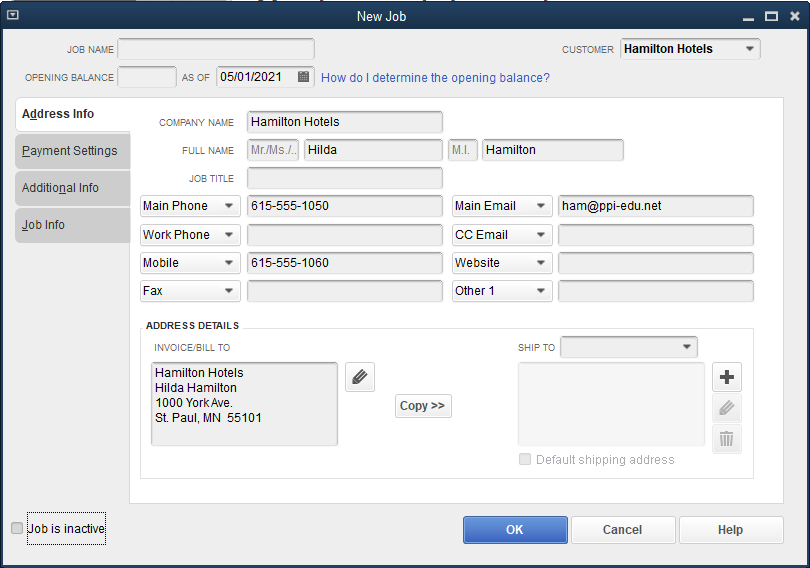 New Job
JOB NAME
CUSTOMER Hamilton Hotels
OPENING BALANCE AS OF 05/01/2021 How do I determine the opening balance?
Address Info
Payment Settings
Additional Info
Job Info
COMPANY NAME Hamilton Hotels
FULL NAME Mr./Ms./.. Hilda M.I. Hamilton
JOB TITLE
Main Phone 615-555-1050 Main Email ham@ppi-edu.net
Work Phone CC Email
Mobile 615-555-1060 Website
Fax Other 1
ADDRESS DETAILS
INVOICE/BILL TO
Hamilton Hotels
Hilda Hamilton
1000 York Ave.
St. Paul, MN 55101
Copy >>
SHIP TO
Default shipping address
Job is inactive
OK Cancel Help